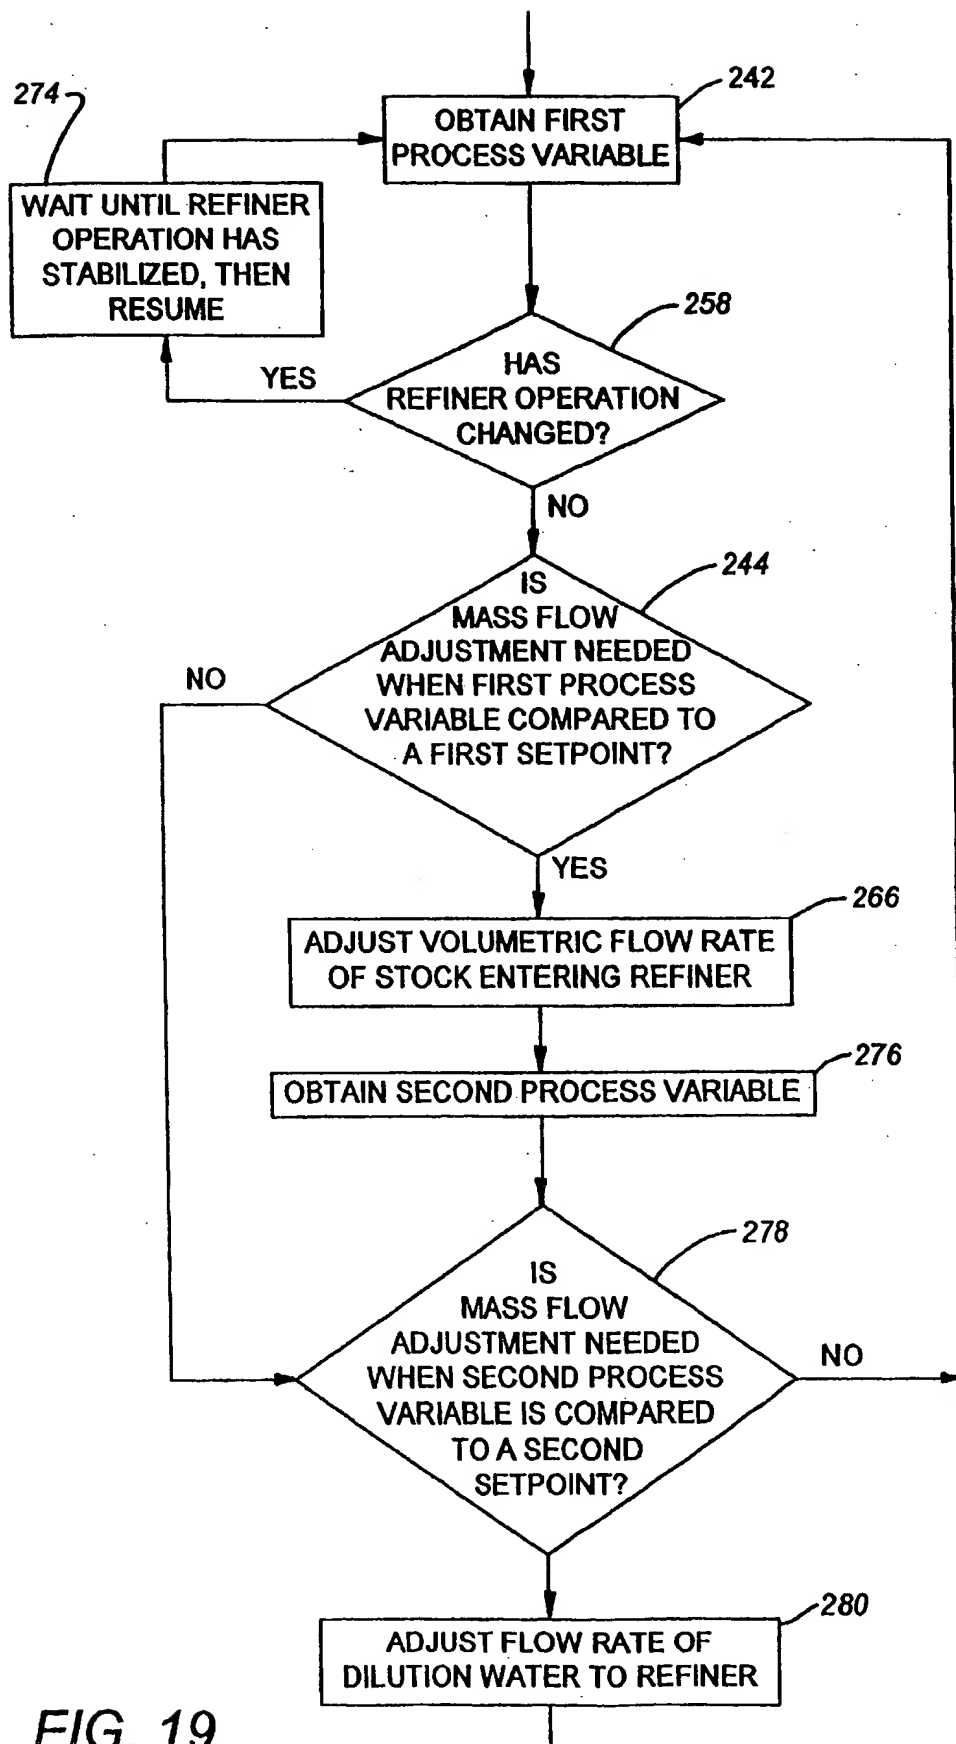 242
274
OBTAIN FIRST
PROCESS VARIABLE
WAIT UNTIL REFINER
OPERATION HAS
STABILIZED, THEN
RESUME
258
YES
HAS
REFINER OPERATION
CHANGED?
NO
244
IS
MASS FLOW
ADJUSTMENT NEEDED
WHEN FIRST PROCESS
VARIABLE COMPARED TO
A FIRST SETPOINT?
NO
YES
266
ADJUST VOLUMETRIC FLOW RATE
OF STOCK ENTERING REFINER
276
OBTAIN SECOND PROCESS VARIABLE
278
IS
MASS FLOW
ADJUSTMENT NEEDED
WHEN SECOND PROCESS
VARIABLE IS COMPARED
TO A SECOND
SETPOINT?
NO
280
ADJUST FLOW RATE OF
DILUTION WATER TO REFINER
FIG. 19